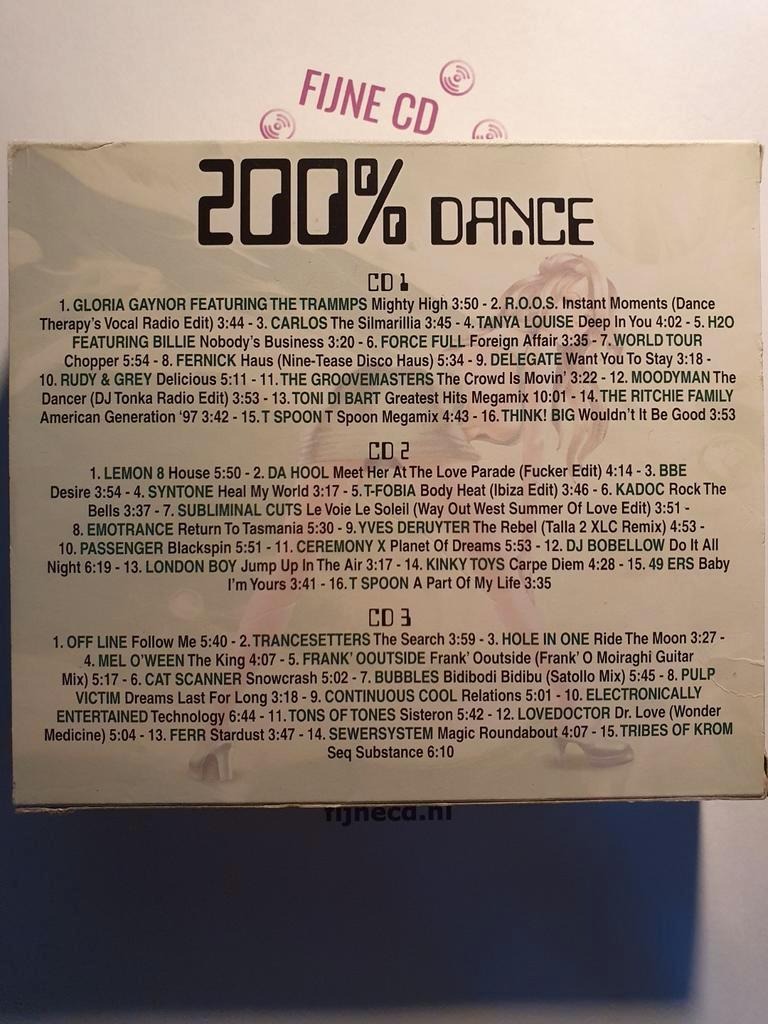 FIJNE CD
200% DANCE
CD 1
1. GLORIA GAYNOR FEATURING THE TRAMMPS Mighty High 3:50 - 2. R.O.O.S. Instant Moments (Dance
Therapy's Vocal Radio Edit) 3:44 - 3. CARLOS The Silmarillia 3:45 - 4. TANYA LOUISE Deep In You 4:02 - 5. H2O
FEATURING BILLIE Nobody's Business 3:20 - 6. FORCE FULL Foreign Affair 3:35 - 7. WORLD TOUR
Chopper 5:54 - 8. FERNICK Haus (Nine-Tease Disco Haus) 5:34 - 9. DELEGATE Want You To Stay 3:18 -
10. RUDY & GREY Delicious 5:11 - 11. THE GROOVEMASTERS The Crowd Is Movin' 3:22 - 12. MOODYMAN The
Dancer (DJ Tonka Radio Edit) 3:53 - 13. TONI DI BART Greatest Hits Megamix 10:01 - 14. THE RITCHIE FAMILY
American Generation '97 3:42 - 15. T SPOON T Spoon Megamix 4:43 - 16. THINK! BIG Wouldn't It Be Good 3:53
CD 2
1. LEMON 8 House 5:50 - 2. DA HOOL Meet Her At The Love Parade (Fucker Edit) 4:14 - 3. BBE
Desire 3:54 - 4. SYNTONE Heal My World 3:17 - 5. T-FOBIA Body Heat (Ibiza Edit) 3:46 - 6. KADOC Rock The
Bells 3:37 - 7. SUBLIMINAL CUTS Le Voie Le Soleil (Way Out West Summer Of Love Edit) 3:51 -
8. EMOTRANCE Return To Tasmania 5:30 - 9. YVES DERUYTER The Rebel (Talla 2 XLC Remix) 4:53 -
10. PASSENGER Blackspin 5:51 - 11. CEREMONY X Planet Of Dreams 5:53 - 12. DJ BOBELLOW Do It All
Night 6:19 - 13. LONDON BOY Jump Up In The Air 3:17 - 14. KINKY TOYS Carpe Diem 4:28 - 15. 49 ERS Baby
I'm Yours 3:41 - 16. T SPOON A Part Of My Life 3:35
CD 3
1. OFF LINE Follow Me 5:40 - 2. TRANCESETTERS The Search 3:59 - 3. HOLE IN ONE Ride The Moon 3:27 -
4. MEL O'WEEN The King 4:07 - 5. FRANK' OOUTSIDE Frank' Ooutside (Frank' O Moiraghi Guitar
Mix) 5:17 - 6. CAT SCANNER Snowcrash 5:02 - 7. BUBBLES Bidibodi Bidibu (Satollo Mix) 5:45 - 8. PULP
VICTIM Dreams Last For Long 3:18 - 9. CONTINUOUS COOL Relations 5:01 - 10. ELECTRONICALLY
ENTERTAINED Technology 6:44 - 11. TONS OF TONES Sisteron 5:42 - 12. LOVEDOCTOR Dr. Love (Wonder
Medicine) 5:04 - 13. FERR Stardust 3:47 - 14. SEWERSYSTEM Magic Roundabout 4:07 - 15. TRIBES OF KROM
Seq Substance 6:10
fijnecd.nl